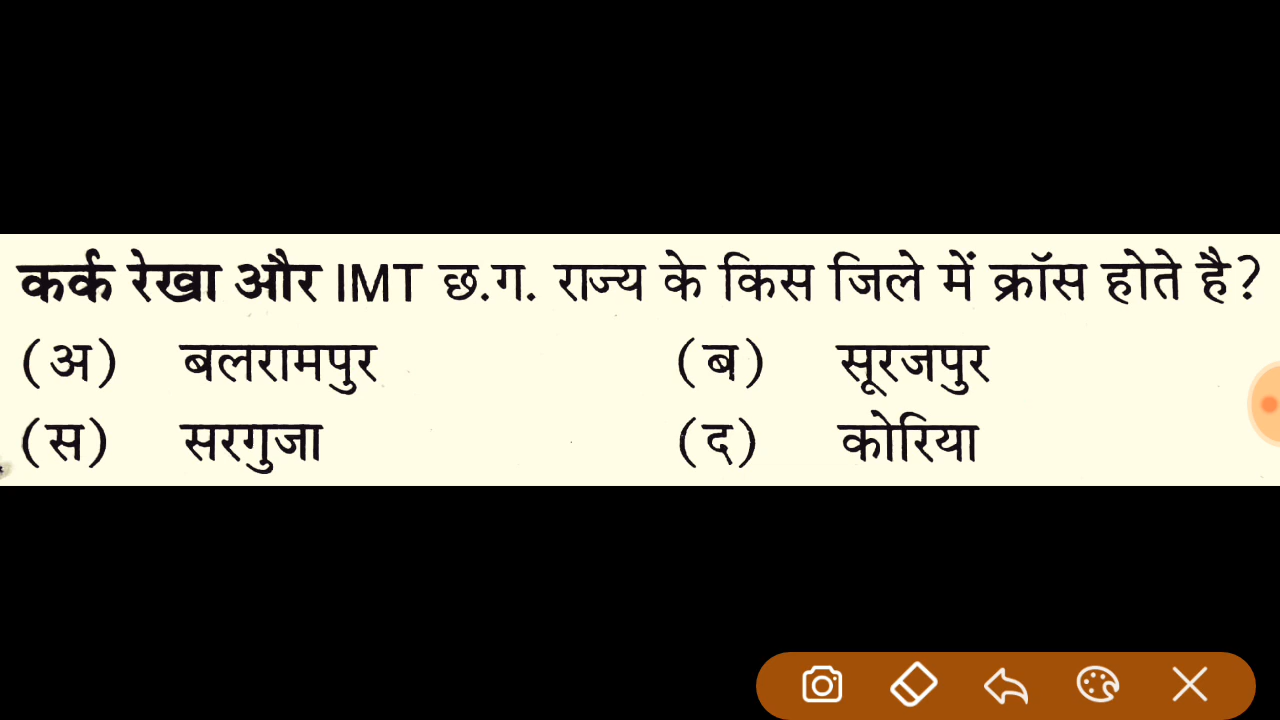 कर्क रेखा और IMT छ.ग. राज्य के किस जिले में क्रॉस होते है?
(अ) बलरामपुर (ब) सूरजपुर
(स) सरगुजा (द) कोरिया